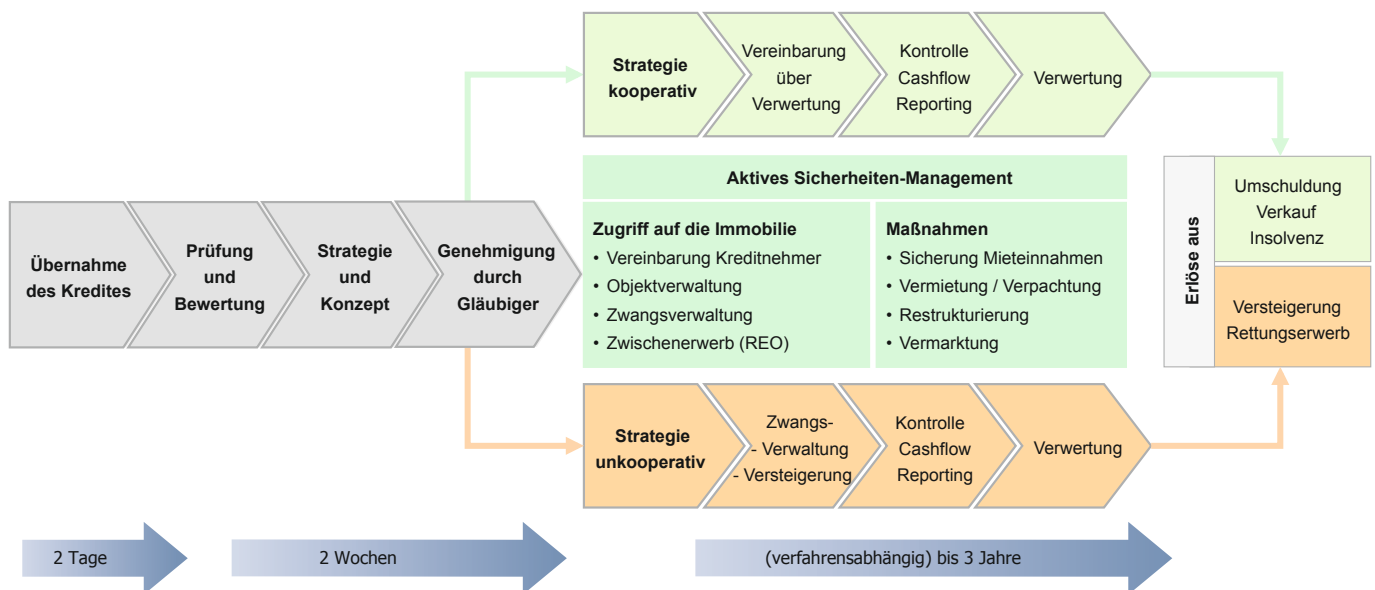 Übernahme
des Kredites
Prüfung
und
Bewertung
Strategie
und
Konzept
Genehmigung
durch
Gläubiger
Strategie
kooperativ
Vereinbarung
über
Verwertung
Kontrolle
Cashflow
Reporting
Verwertung
Aktives Sicherheiten-Management
Zugriff auf die Immobilie
• Vereinbarung Kreditnehmer
• Objektverwaltung
• Zwangsverwaltung
• Zwischenerwerb (REO)
Maßnahmen
• Sicherung Mieteinnahmen
• Vermietung / Verpachtung
• Restrukturierung
• Vermarktung
Strategie
unkooperativ
Zwangs-
- Verwaltung
- Versteigerung
Kontrolle
Cashflow
Reporting
Verwertung
Erlöse aus
Umschuldung
Verkauf
Insolvenz
Versteigerung
Rettungserwerb
2 Tage
2 Wochen
(verfahrensabhängig) bis 3 Jahre